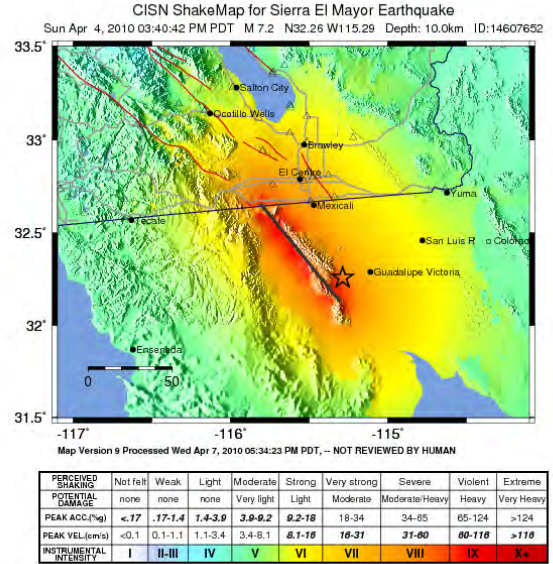 CISN ShakeMap for Sierra El Mayor Earthquake
Sun Apr 4, 2010 03:40:42 PM PDT M 7.2 N32.26 W115.29 Depth: 10.0km ID:14607652
33.5
Salton City
Ocotillo Wells
33
Brawley
El Centro
Yuma
Mexicali
Tecate
32.5
San Luis R
Colorad
Guadalupe Victoria
32
Ensenada
0 50
31.5
-117 -116 -115
Map Version 9 Processed Wed Apr 7, 2010 05:34:23 PM PDT, -- NOT REVIEWED BY HUMAN
PERCEIVED SHAKING Not felt Weak Light Moderate Strong Very strong Severe Violent Extreme
POTENTIAL DAMAGE none none none Very light Light Moderate Moderate/Heavy Heavy Very Heavy
PEAK ACC.(%g) <.17 .17-1.4 1.4-3.9 3.9-9.2 9.2-18 18-34 34-65 65-124 >124
PEAK VEL.(cm/s) <0.1 0.1-1.1 1.1-3.4 3.4-8.1 8.1-16 16-31 31-60 60-116 >116
INSTRUMENTAL INTENSITY I II-III IV V VI VII VIII IX X+